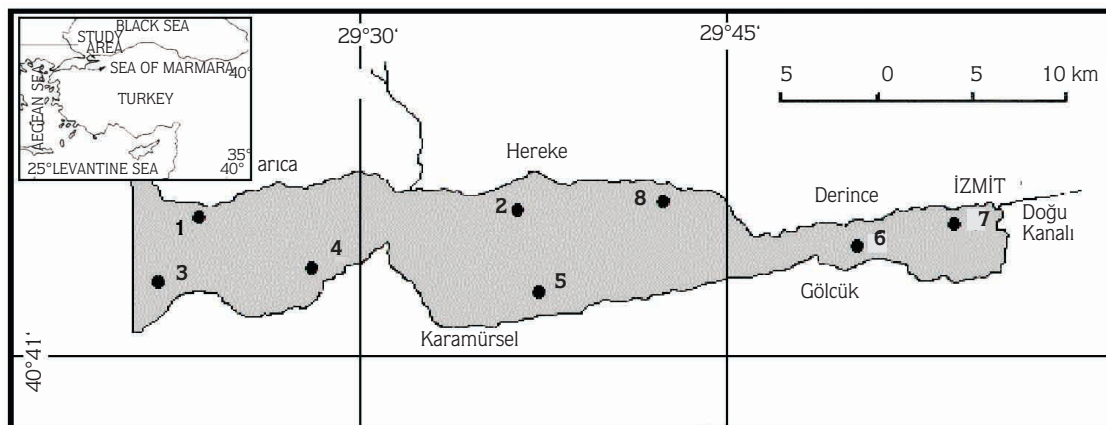 BLACK SEA
STUDY
AREA
SEA OF MARMARA
40°
AEGEAN SEA
TURKEY
35°
25° LEVANTINE SEA 40°
29°30'
29°45'
5 0 5 10 km
arıca
Hereke
Derince
İZMİT
Doğu
Kanalı
1
2
8
7
6
4
3
5
Gölcük
Karamürsel
40°41'